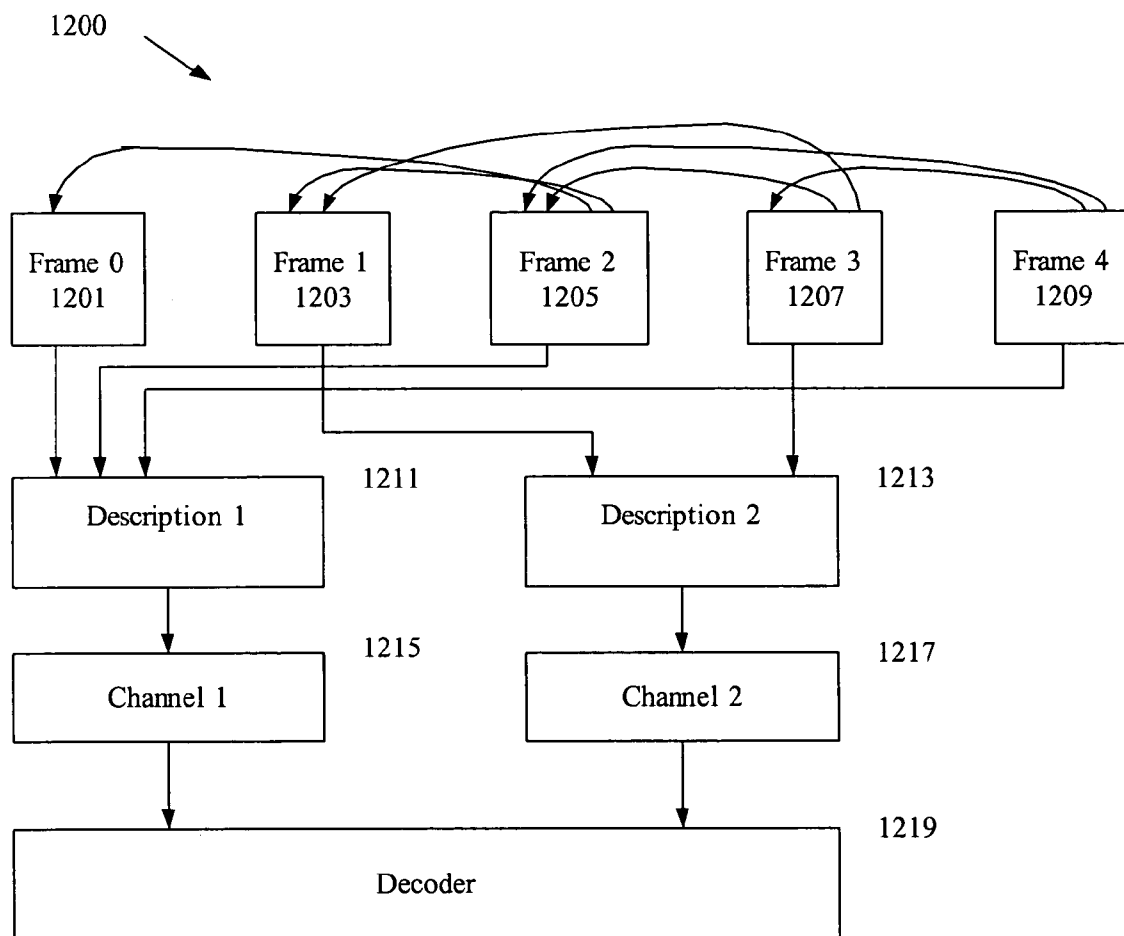 1200
Frame 0
1201
Frame 1
1203
Frame 2
1205
Frame 3
1207
Frame 4
1209
1211
Description 1
1213
Description 2
1215
Channel 1
1217
Channel 2
1219
Decoder